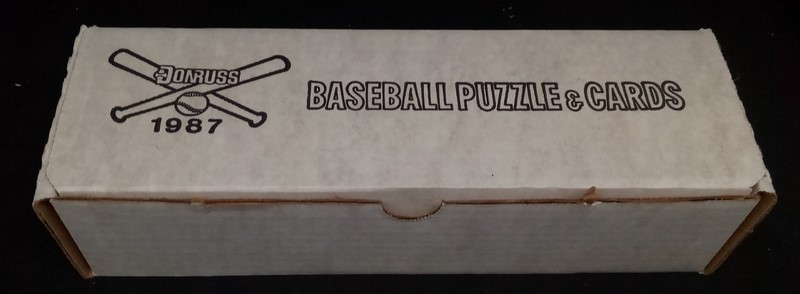 DONRUSS
1987
BASEBALL PUZZLE & CARDS